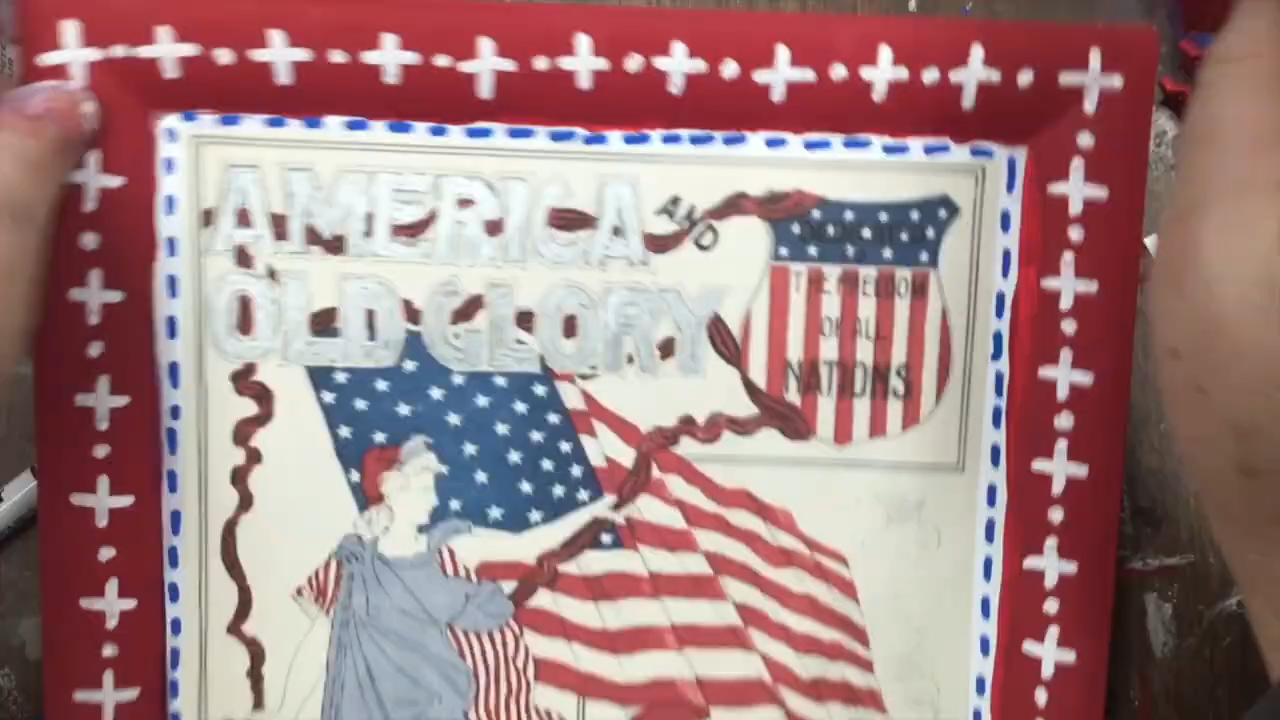 AMERICA
AND
OLD GLORY
THE FREEDOM
OF ALL
NATIONS